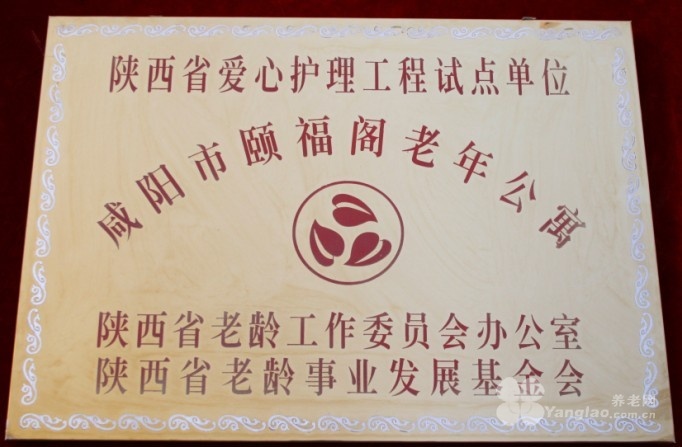 陕西省爱心护理工程试点单位
咸阳市颐福阁老年公寓
陕西省老龄工作委员会办公室
陕西省老龄事业发展基金会
养老网
Yanglao.com.cn